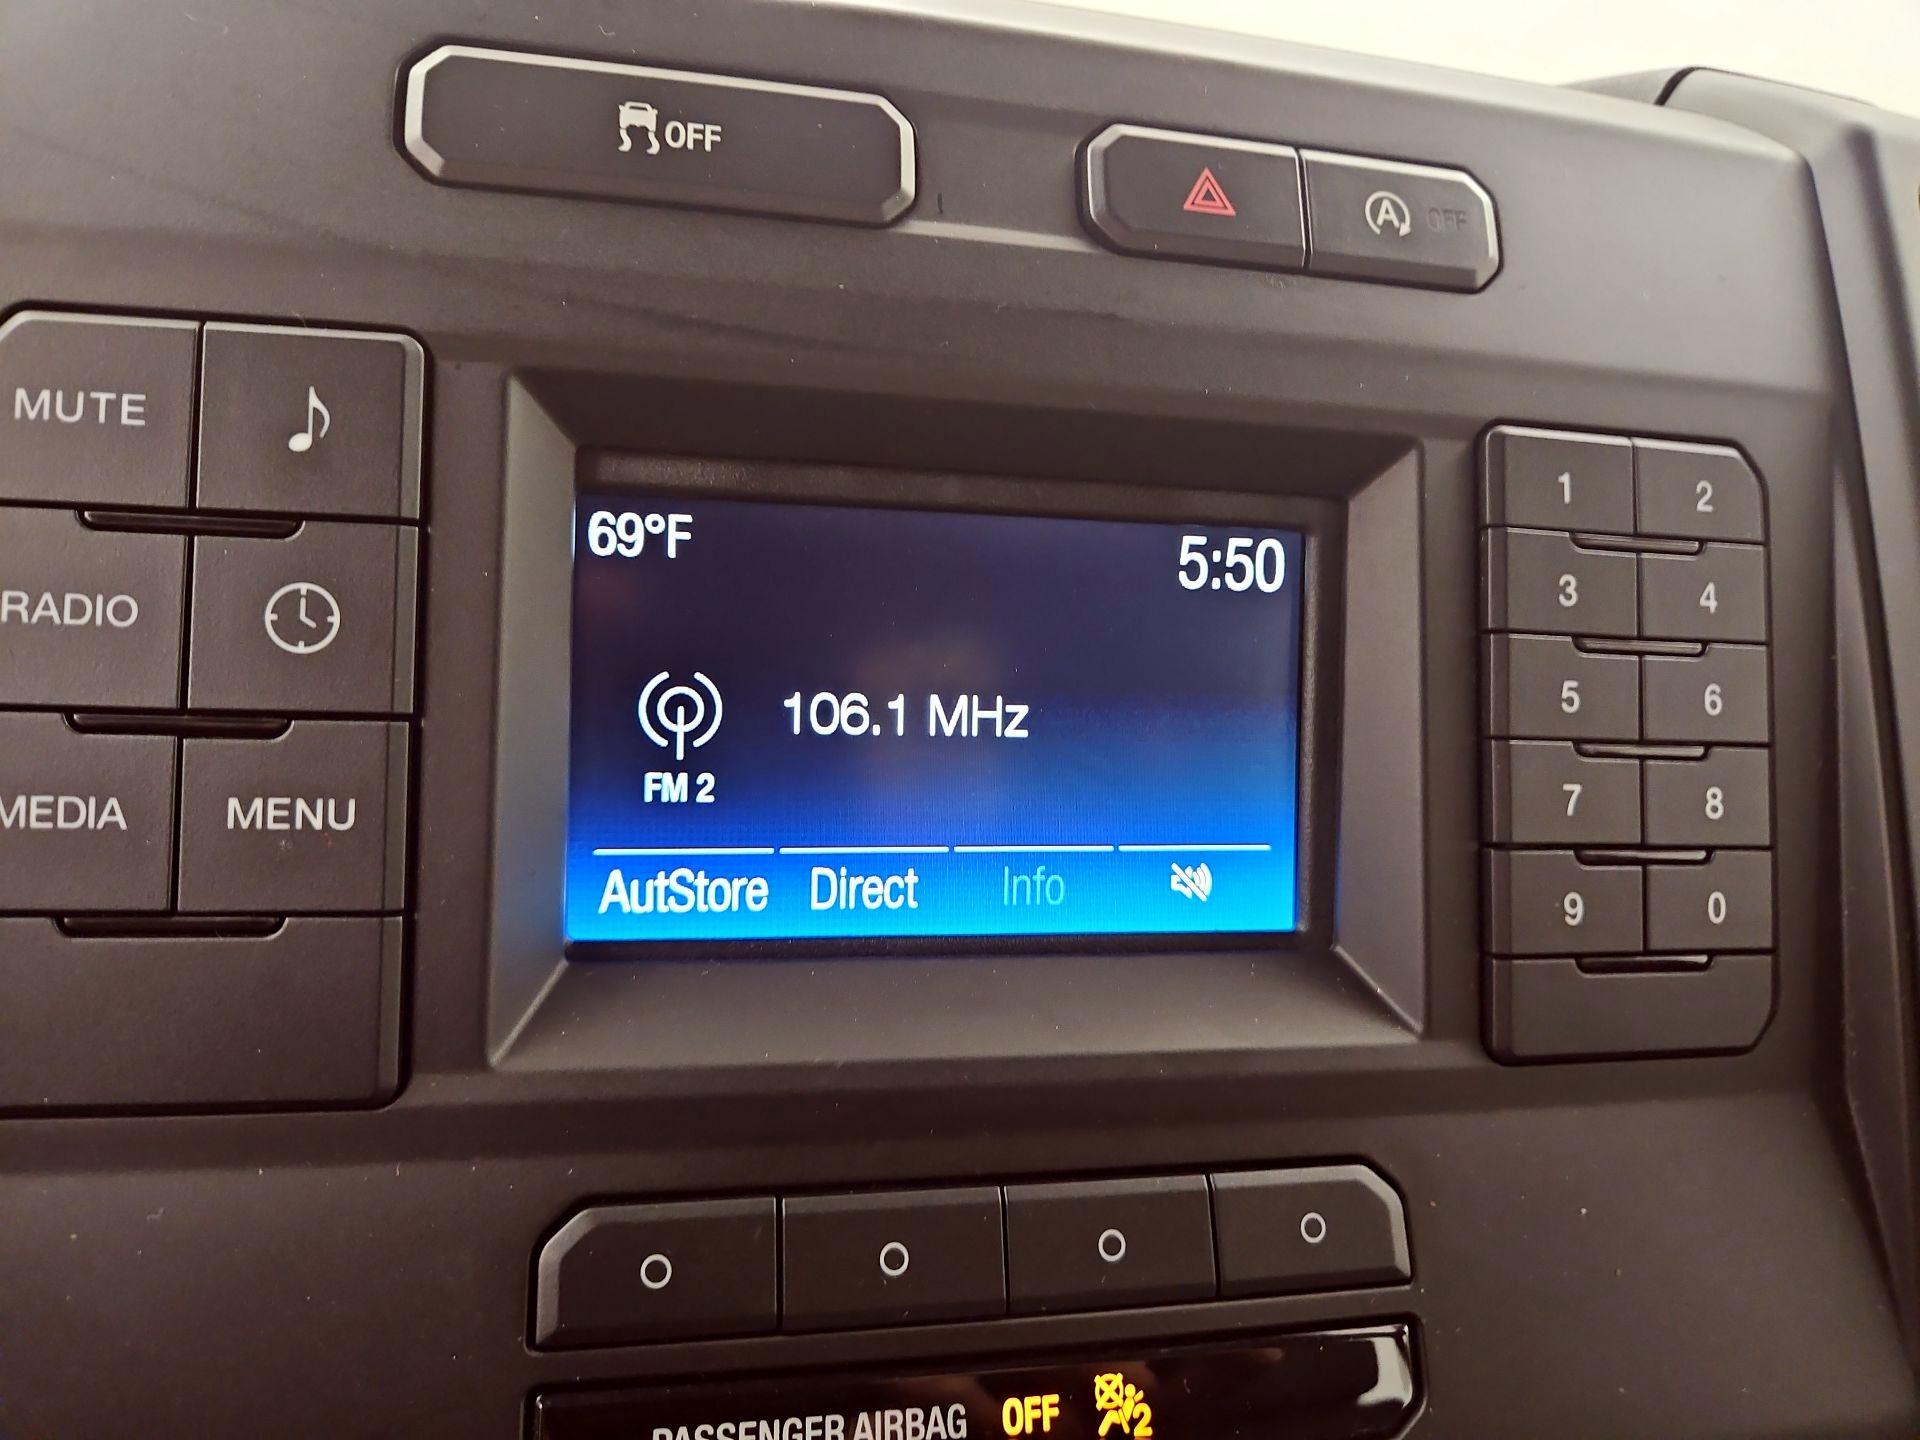 OFF
A OFF
MUTE
RADIO
MEDIA
MENU
69°F
5:50
106.1 MHz
FM 2
AutStore Direct Info
1 2
3 4
5 6
7 8
9 0
PASSENGER AIRBAG OFF 2